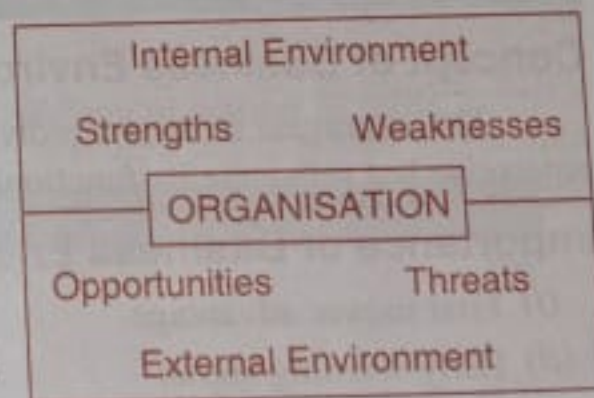 Internal Environment
Strengths Weaknesses
ORGANISATION
Opportunities Threats
External Environment